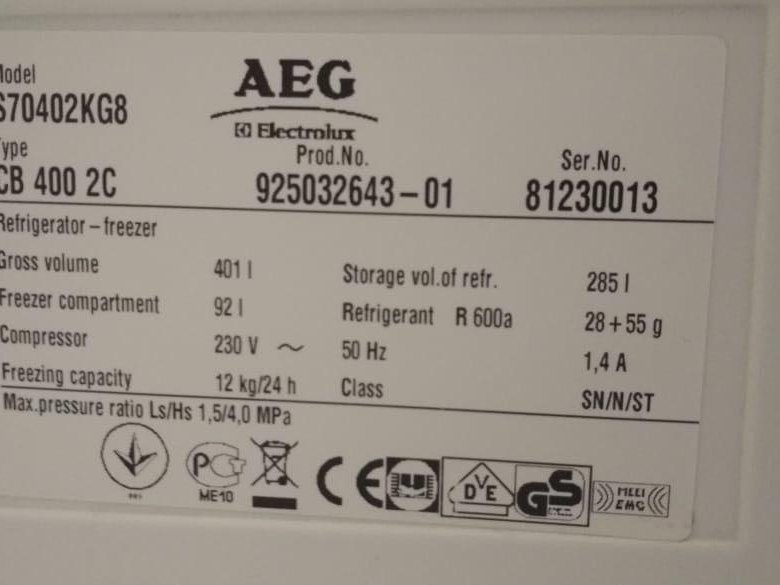 Model
S70402KG8
AEG
Electrolux
Type
CB 400 2C
Prod.No.
925032643-01
Ser.No.
81230013
Refrigerator-freezer
Gross volume 401 l
Storage vol.of refr. 285 l
Freezer compartment 92 l
Refrigerant R 600a 28+55 g
Compressor 230 V ~ 50 Hz 1,4 A
Freezing capacity 12 kg/24 h
Class SN/N/ST
Max.pressure ratio Ls/Hs 1,5/4,0 MPa
PCT
ME10
CE
DVE
GS
EMC